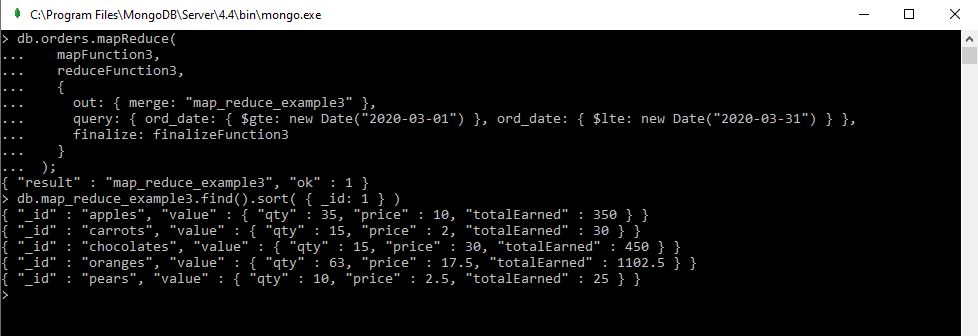 C:\Program Files\MongoDB\Server\4.4\bin\mongo.exe
> db.orders.mapReduce(
...    mapFunction3,
...    reduceFunction3,
...    {
...      out: { merge: "map_reduce_example3" },
...      query: { ord_date: { $gte: new Date("2020-03-01") }, ord_date: { $lte: new Date("2020-03-31") } },
...      finalize: finalizeFunction3
...    }
...  );
{ "result" : "map_reduce_example3", "ok" : 1 }
> db.map_reduce_example3.find().sort( { _id: 1 } )
{ "_id" : "apples", "value" : { "qty" : 35, "price" : 10, "totalEarned" : 350 } }
{ "_id" : "carrots", "value" : { "qty" : 15, "price" : 2, "totalEarned" : 30 } }
{ "_id" : "chocolates", "value" : { "qty" : 15, "price" : 30, "totalEarned" : 450 } }
{ "_id" : "oranges", "value" : { "qty" : 63, "price" : 17.5, "totalEarned" : 1102.5 } }
{ "_id" : "pears", "value" : { "qty" : 10, "price" : 2.5, "totalEarned" : 25 } }
>